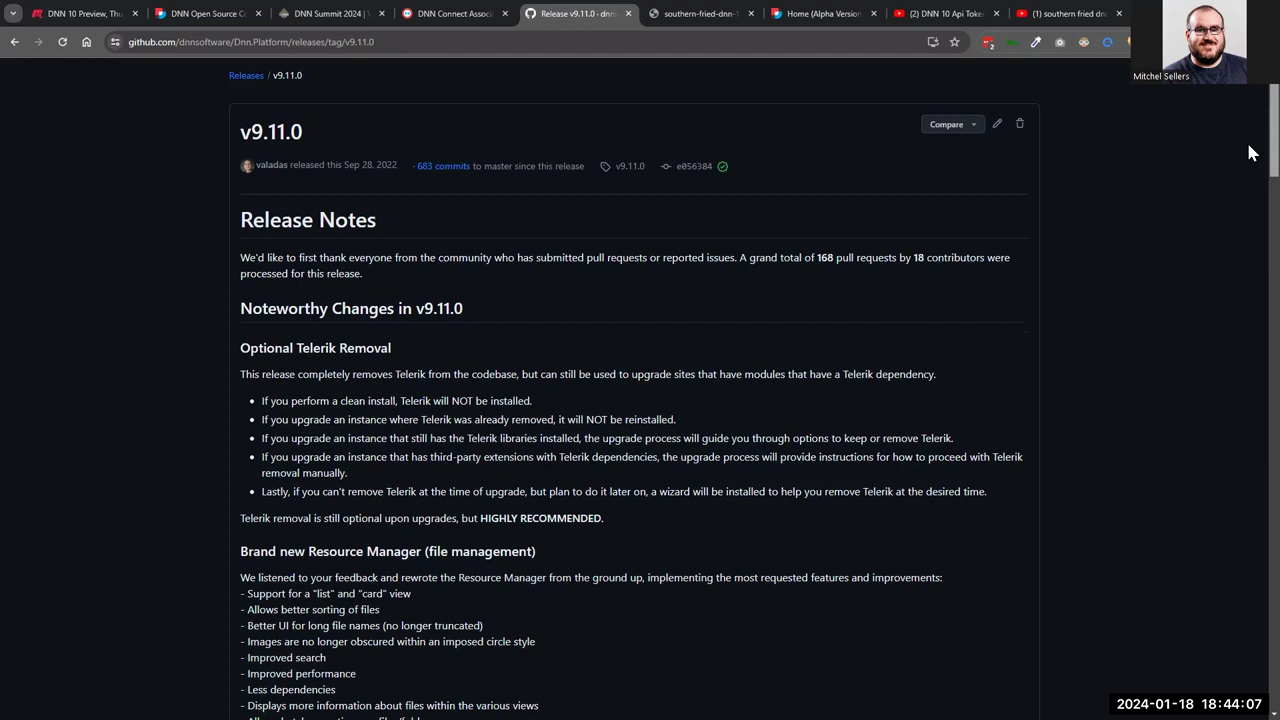 DNN 10 Preview, Thu
DNN Open Source C
DNN Summit 2024 | V
DNN Connect Assoc
Release v9.11.0 · dnns
southern-fried-dnn-1
Home (Alpha Version
(2) DNN 10 Api Token
(1) southern fried dnn
github.com/dnnsoftware/Dnn.Platform/releases/tag/v9.11.0
2
Mitchel Sellers
Releases / v9.11.0
v9.11.0
Compare
valadas released this Sep 28, 2022 · 683 commits to master since this release v9.11.0 e056384
Release Notes
We'd like to first thank everyone from the community who has submitted pull requests or reported issues. A grand total of 168 pull requests by 18 contributors were
processed for this release.
Noteworthy Changes in v9.11.0
Optional Telerik Removal
This release completely removes Telerik from the codebase, but can still be used to upgrade sites that have modules that have a Telerik dependency.
• If you perform a clean install, Telerik will NOT be installed.
• If you upgrade an instance where Telerik was already removed, it will NOT be reinstalled.
• If you upgrade an instance that still has the Telerik libraries installed, the upgrade process will guide you through options to keep or remove Telerik.
• If you upgrade an instance that has third-party extensions with Telerik dependencies, the upgrade process will provide instructions for how to proceed with Telerik
removal manually.
• Lastly, if you can't remove Telerik at the time of upgrade, but plan to do it later on, a wizard will be installed to help you remove Telerik at the desired time.
Telerik removal is still optional upon upgrades, but HIGHLY RECOMMENDED.
Brand new Resource Manager (file management)
We listened to your feedback and rewrote the Resource Manager from the ground up, implementing the most requested features and improvements:
- Support for a "list" and "card" view
- Allows better sorting of files
- Better UI for long file names (no longer truncated)
- Images are no longer obscured within an imposed circle style
- Improved search
- Improved performance
- Less dependencies
- Displays more information about files within the various views
2024-01-18 18:44:07